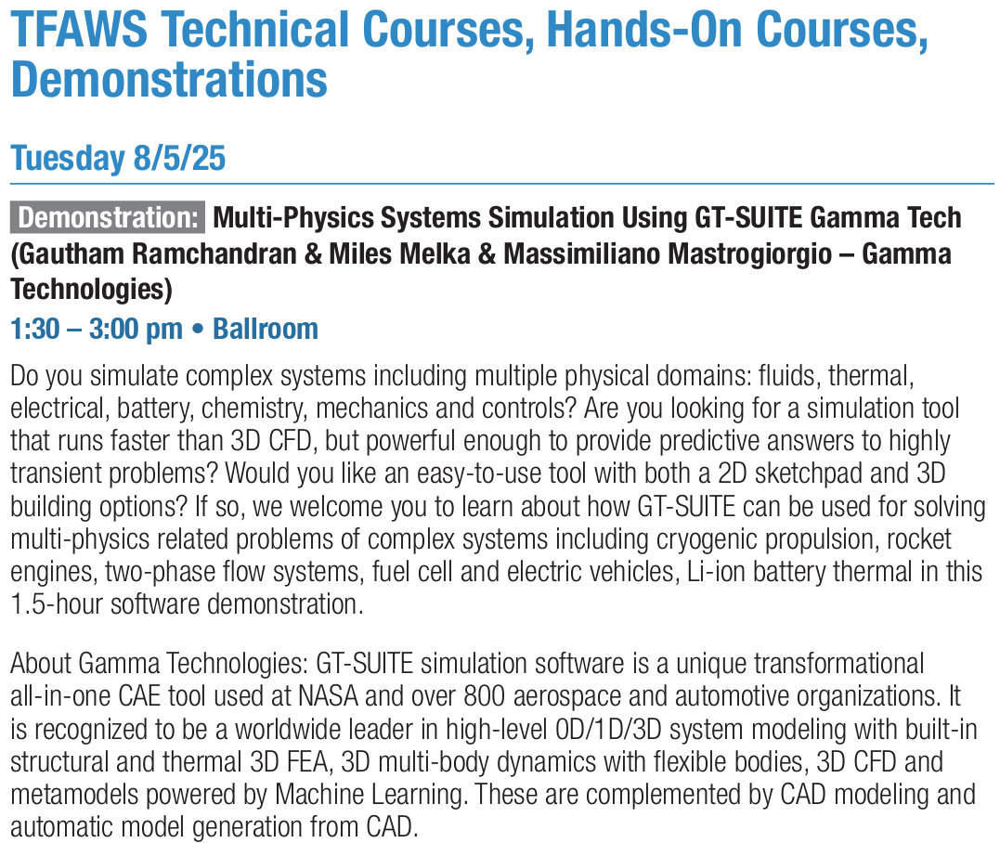 TFAWS Technical Courses, Hands-On Courses,
Demonstrations
Tuesday 8/5/25
Demonstration: Multi-Physics Systems Simulation Using GT-SUITE Gamma Tech
(Gautham Ramchandran & Miles Melka & Massimiliano Mastrogiorgio – Gamma
Technologies)
1:30 – 3:00 pm • Ballroom
Do you simulate complex systems including multiple physical domains: fluids, thermal,
electrical, battery, chemistry, mechanics and controls? Are you looking for a simulation tool
that runs faster than 3D CFD, but powerful enough to provide predictive answers to highly
transient problems? Would you like an easy-to-use tool with both a 2D sketchpad and 3D
building options? If so, we welcome you to learn about how GT-SUITE can be used for solving
multi-physics related problems of complex systems including cryogenic propulsion, rocket
engines, two-phase flow systems, fuel cell and electric vehicles, Li-ion battery thermal in this
1.5-hour software demonstration.
About Gamma Technologies: GT-SUITE simulation software is a unique transformational
all-in-one CAE tool used at NASA and over 800 aerospace and automotive organizations. It
is recognized to be a worldwide leader in high-level 0D/1D/3D system modeling with built-in
structural and thermal 3D FEA, 3D multi-body dynamics with flexible bodies, 3D CFD and
metamodels powered by Machine Learning. These are complemented by CAD modeling and
automatic model generation from CAD.